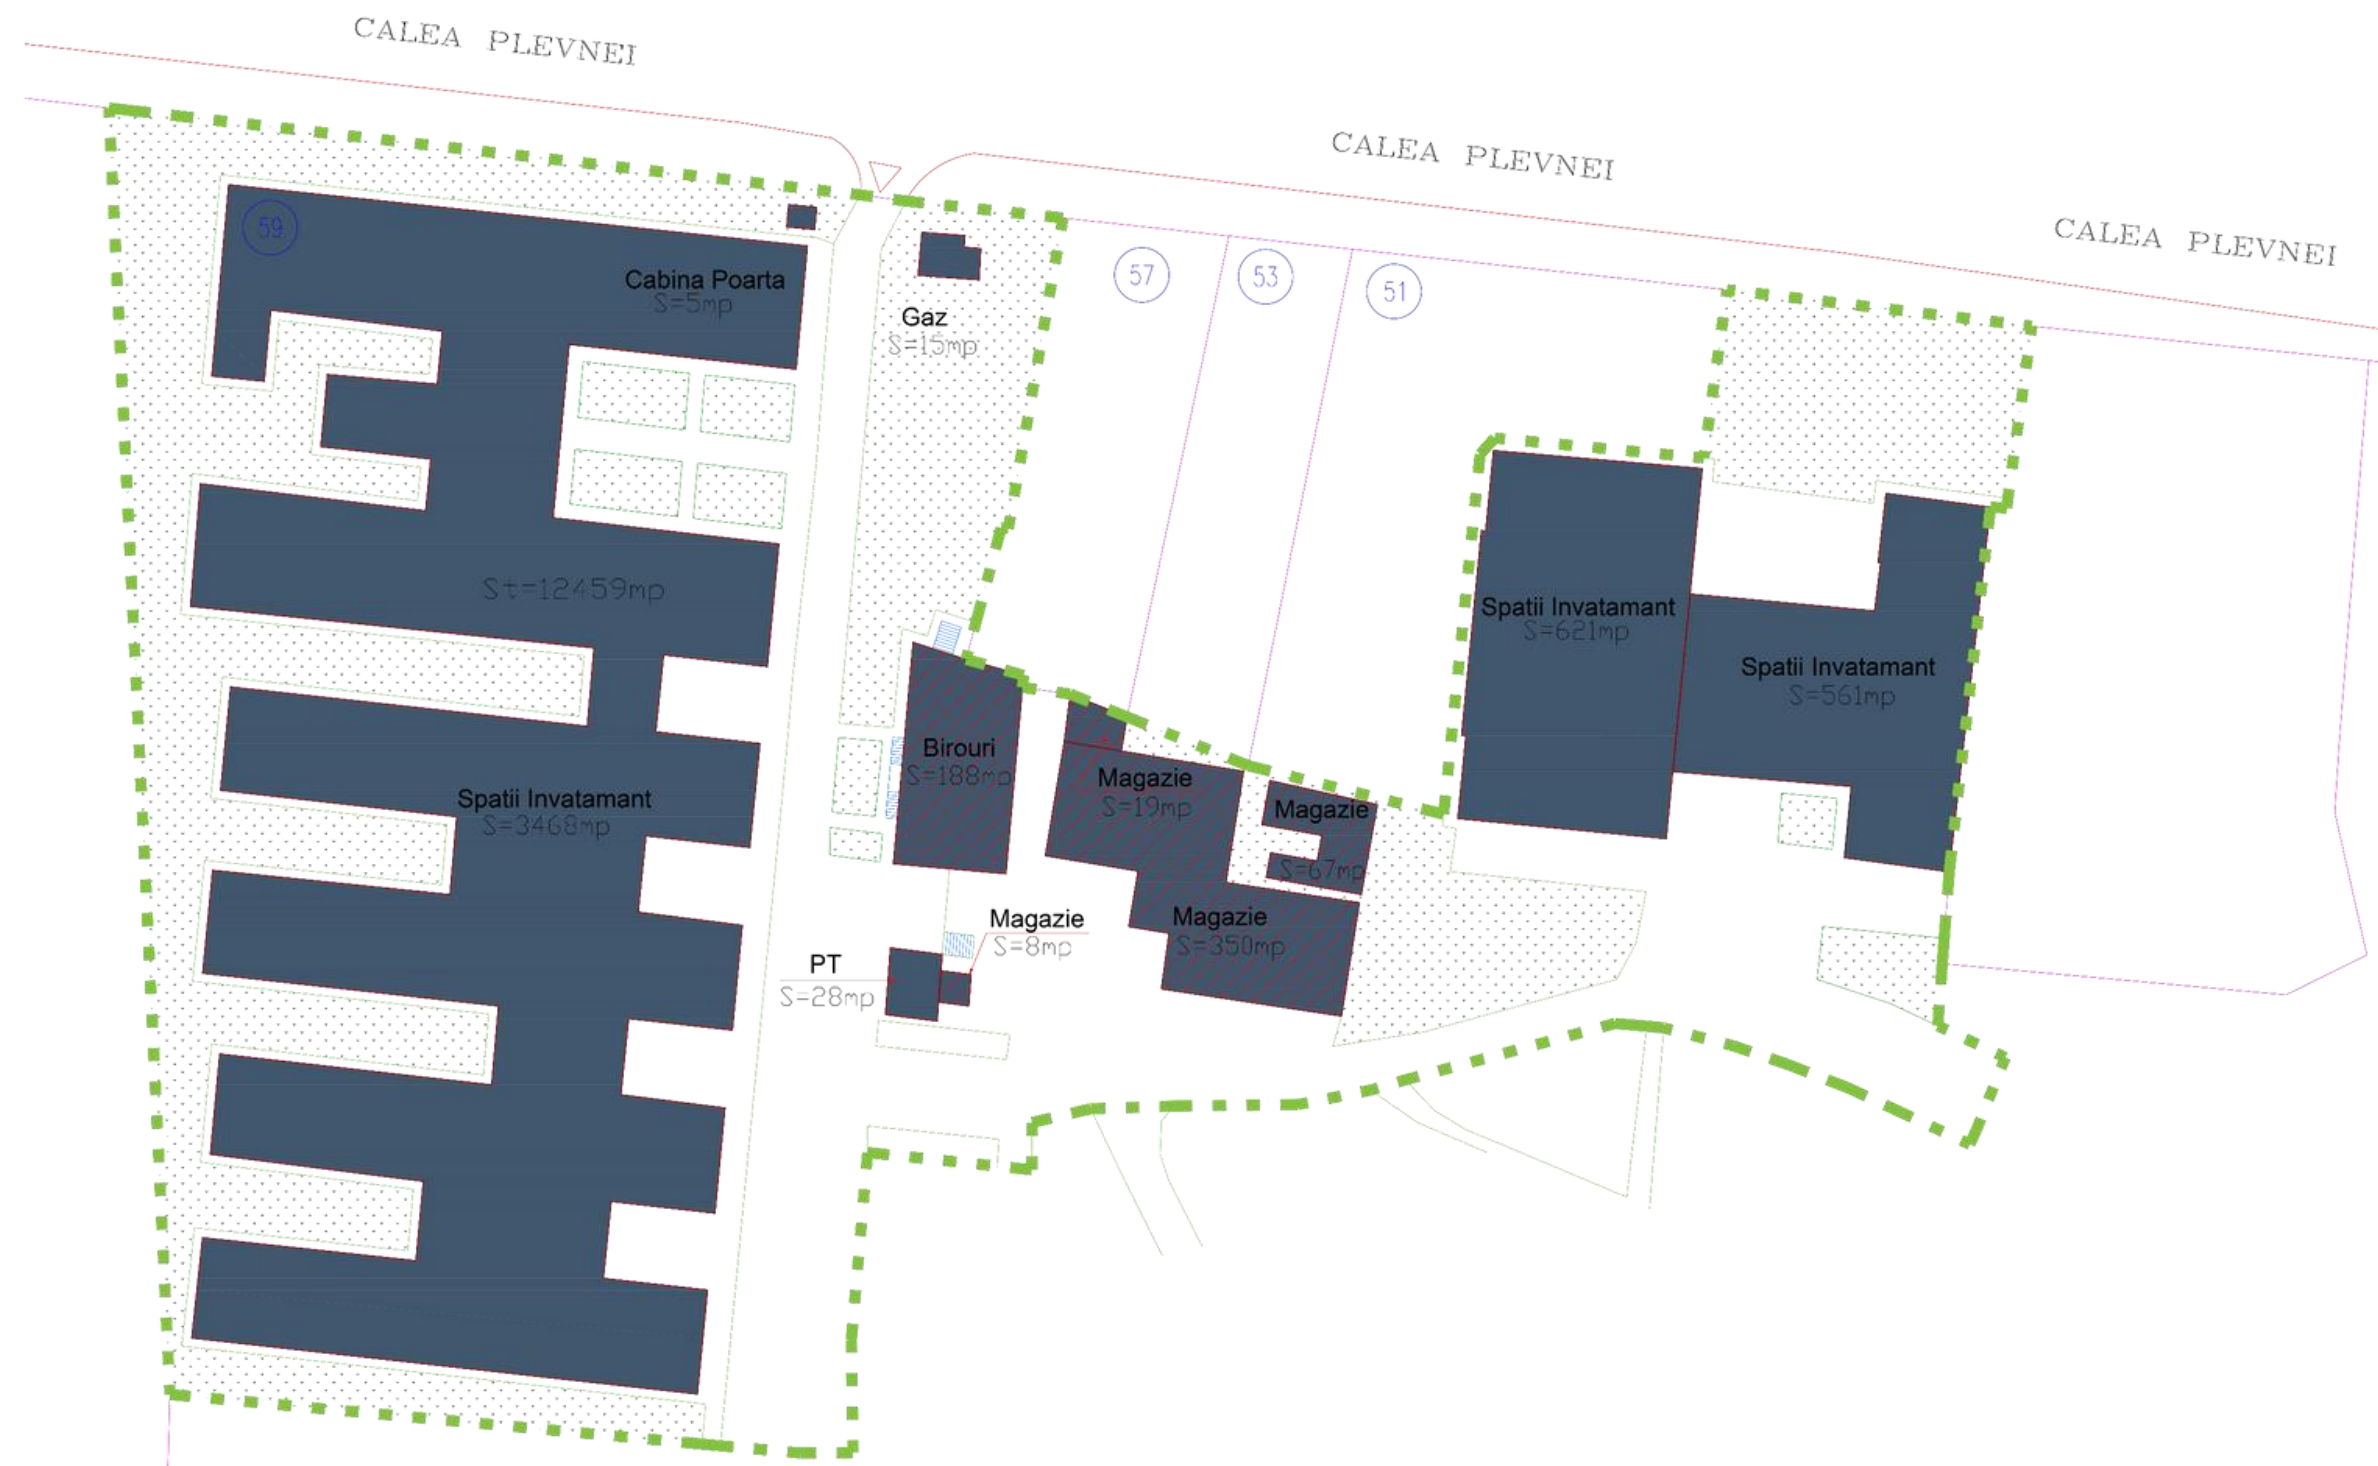 CALEA PLEVNEI
CALEA PLEVNEI
CALEA PLEVNEI
59
Cabina Poarta
S=5mp
Gaz
S=15mp
57
53
51
St=12459mp
Spatii Invatamant
S=621mp
Spatii Invatamant
S=561mp
Birouri
S=188mp
Magazie
S=19mp
Magazie
S=67mp
Spatii Invatamant
S=3468mp
Magazie
S=8mp
Magazie
S=350mp
PT
S=28mp